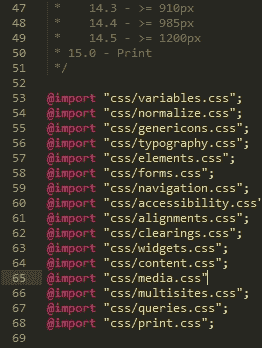 47 *    14.3 - >= 910px
48 *    14.4 - >= 985px
49 *    14.5 - >= 1200px
50 * 15.0 - Print
51 */
52
53 @import "css/variables.css";
54 @import "css/normalize.css";
55 @import "css/genericons.css";
56 @import "css/typography.css";
57 @import "css/elements.css";
58 @import "css/forms.css";
59 @import "css/navigation.css";
60 @import "css/accessibility.css"
61 @import "css/alignments.css";
62 @import "css/clearings.css";
63 @import "css/widgets.css";
64 @import "css/content.css";
65 @import "css/media.css"
66 @import "css/multisites.css";
67 @import "css/queries.css";
68 @import "css/print.css";
69